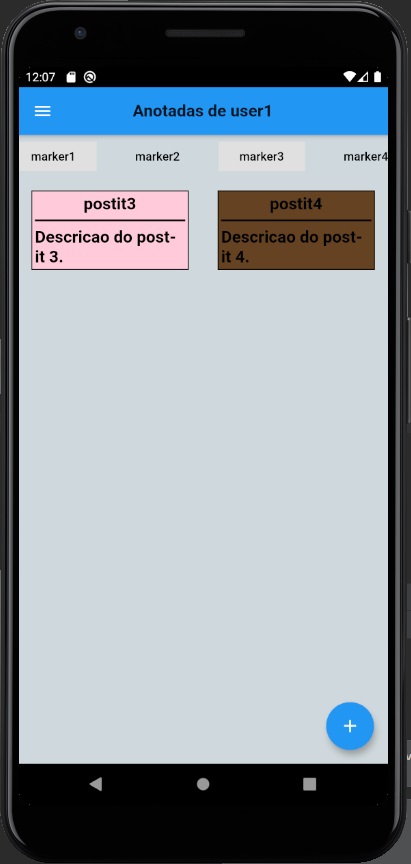 12:07
Anotadas de user1
marker1 marker2 marker3 marker4
postit3
Descricao do post-
it 3.
postit4
Descricao do post-
it 4.
+